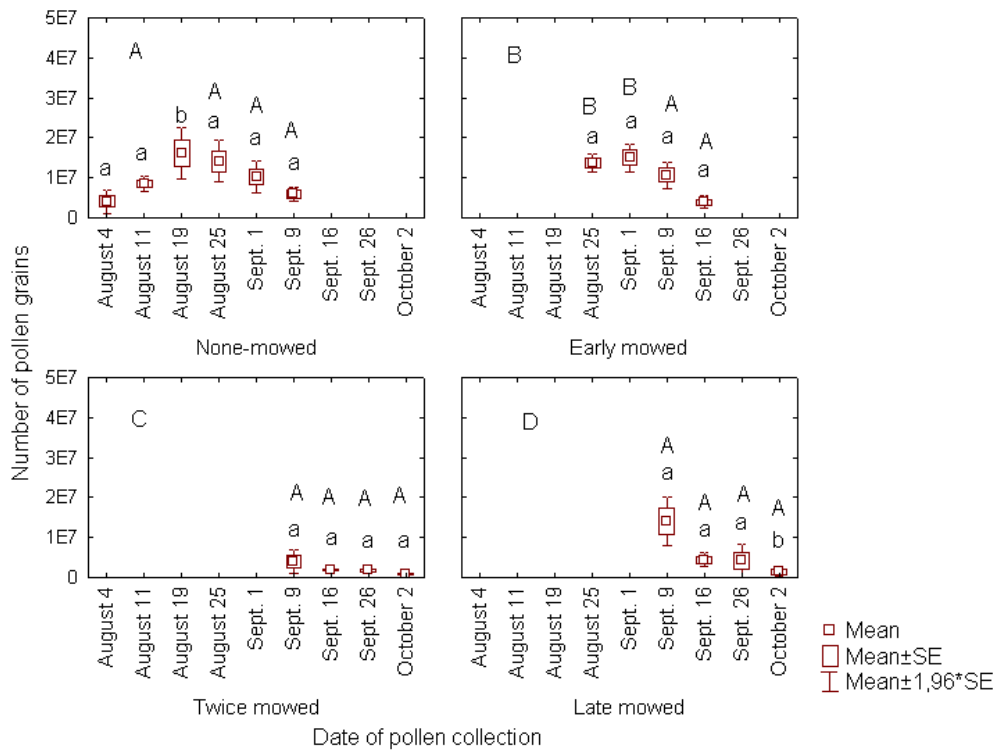 5E7
4E7
3E7
2E7
1E7
0
A
A
A
A
a
a
b
a
a
a
August 4
August 11
August 19
August 25
Sept. 1
Sept. 9
Sept. 16
Sept. 26
October 2
None-mowed
B
B
B
A
A
a
a
a
a
August 4
August 11
August 19
August 25
Sept. 1
Sept. 9
Sept. 16
Sept. 26
October 2
Early mowed
Number of pollen grains
5E7
4E7
3E7
2E7
1E7
0
C
A
A
A
A
a
a
a
a
August 4
August 11
August 19
August 25
Sept. 1
Sept. 9
Sept. 16
Sept. 26
October 2
Twice mowed
D
A
A
A
A
a
a
a
b
August 4
August 11
August 19
August 25
Sept. 1
Sept. 9
Sept. 16
Sept. 26
October 2
Late mowed
Date of pollen collection
Mean
Mean±SE
Mean±1,96*SE